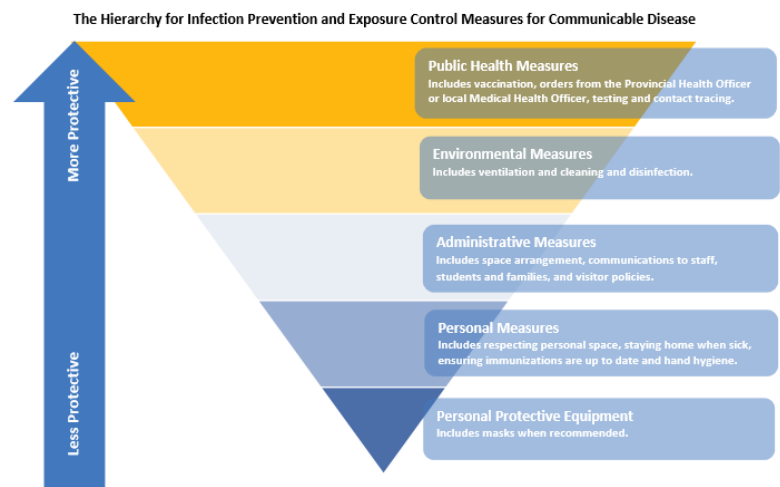 The Hierarchy for Infection Prevention and Exposure Control Measures for Communicable Disease
More Protective
Less Protective
Public Health Measures
Includes vaccination, orders from the Provincial Health Officer
or local Medical Health Officer, testing and contact tracing.
Environmental Measures
Includes ventilation and cleaning and disinfection.
Administrative Measures
Includes space arrangement, communications to staff,
students and families, and visitor policies.
Personal Measures
Includes respecting personal space, staying home when sick,
ensuring immunizations are up to date and hand hygiene.
Personal Protective Equipment
Includes masks when recommended.